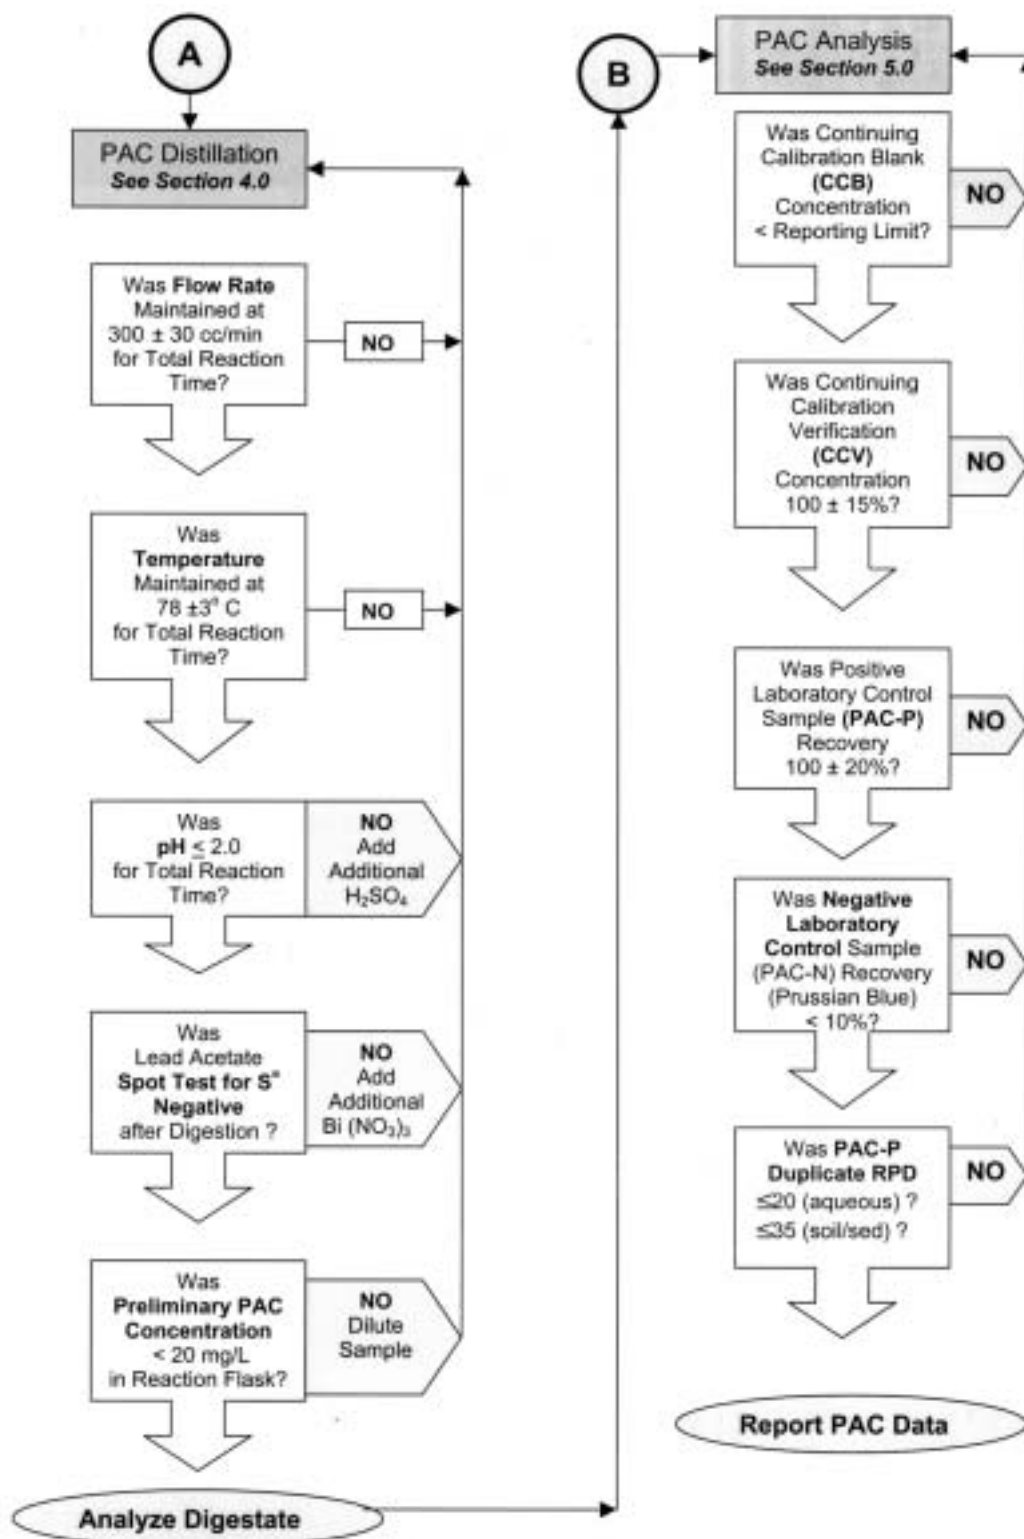 A
PAC Distillation
See Section 4.0
Was Flow Rate
Maintained at
300 ± 30 cc/min
for Total Reaction
Time?
NO
Was
Temperature
Maintained at
78 ±3° C
for Total Reaction
Time?
NO
Was
pH ≤ 2.0
for Total Reaction
Time?
NO
Add
Additional
H₂SO₄
Was
Lead Acetate
Spot Test for S⁼
Negative
after Digestion ?
NO
Add
Additional
Bi (NO₃)₃
Was
Preliminary PAC
Concentration
< 20 mg/L
in Reaction Flask?
NO
Dilute
Sample
Analyze Digestate
B
PAC Analysis
See Section 5.0
Was Continuing
Calibration Blank
(CCB)
Concentration
< Reporting Limit?
NO
Was Continuing
Calibration
Verification
(CCV)
Concentration
100 ± 15%?
NO
Was Positive
Laboratory Control
Sample (PAC-P)
Recovery
100 ± 20%?
NO
Was Negative
Laboratory
Control Sample
(PAC-N) Recovery
(Prussian Blue)
< 10%?
NO
Was PAC-P
Duplicate RPD
≤20 (aqueous) ?
≤35 (soil/sed) ?
NO
Report PAC Data